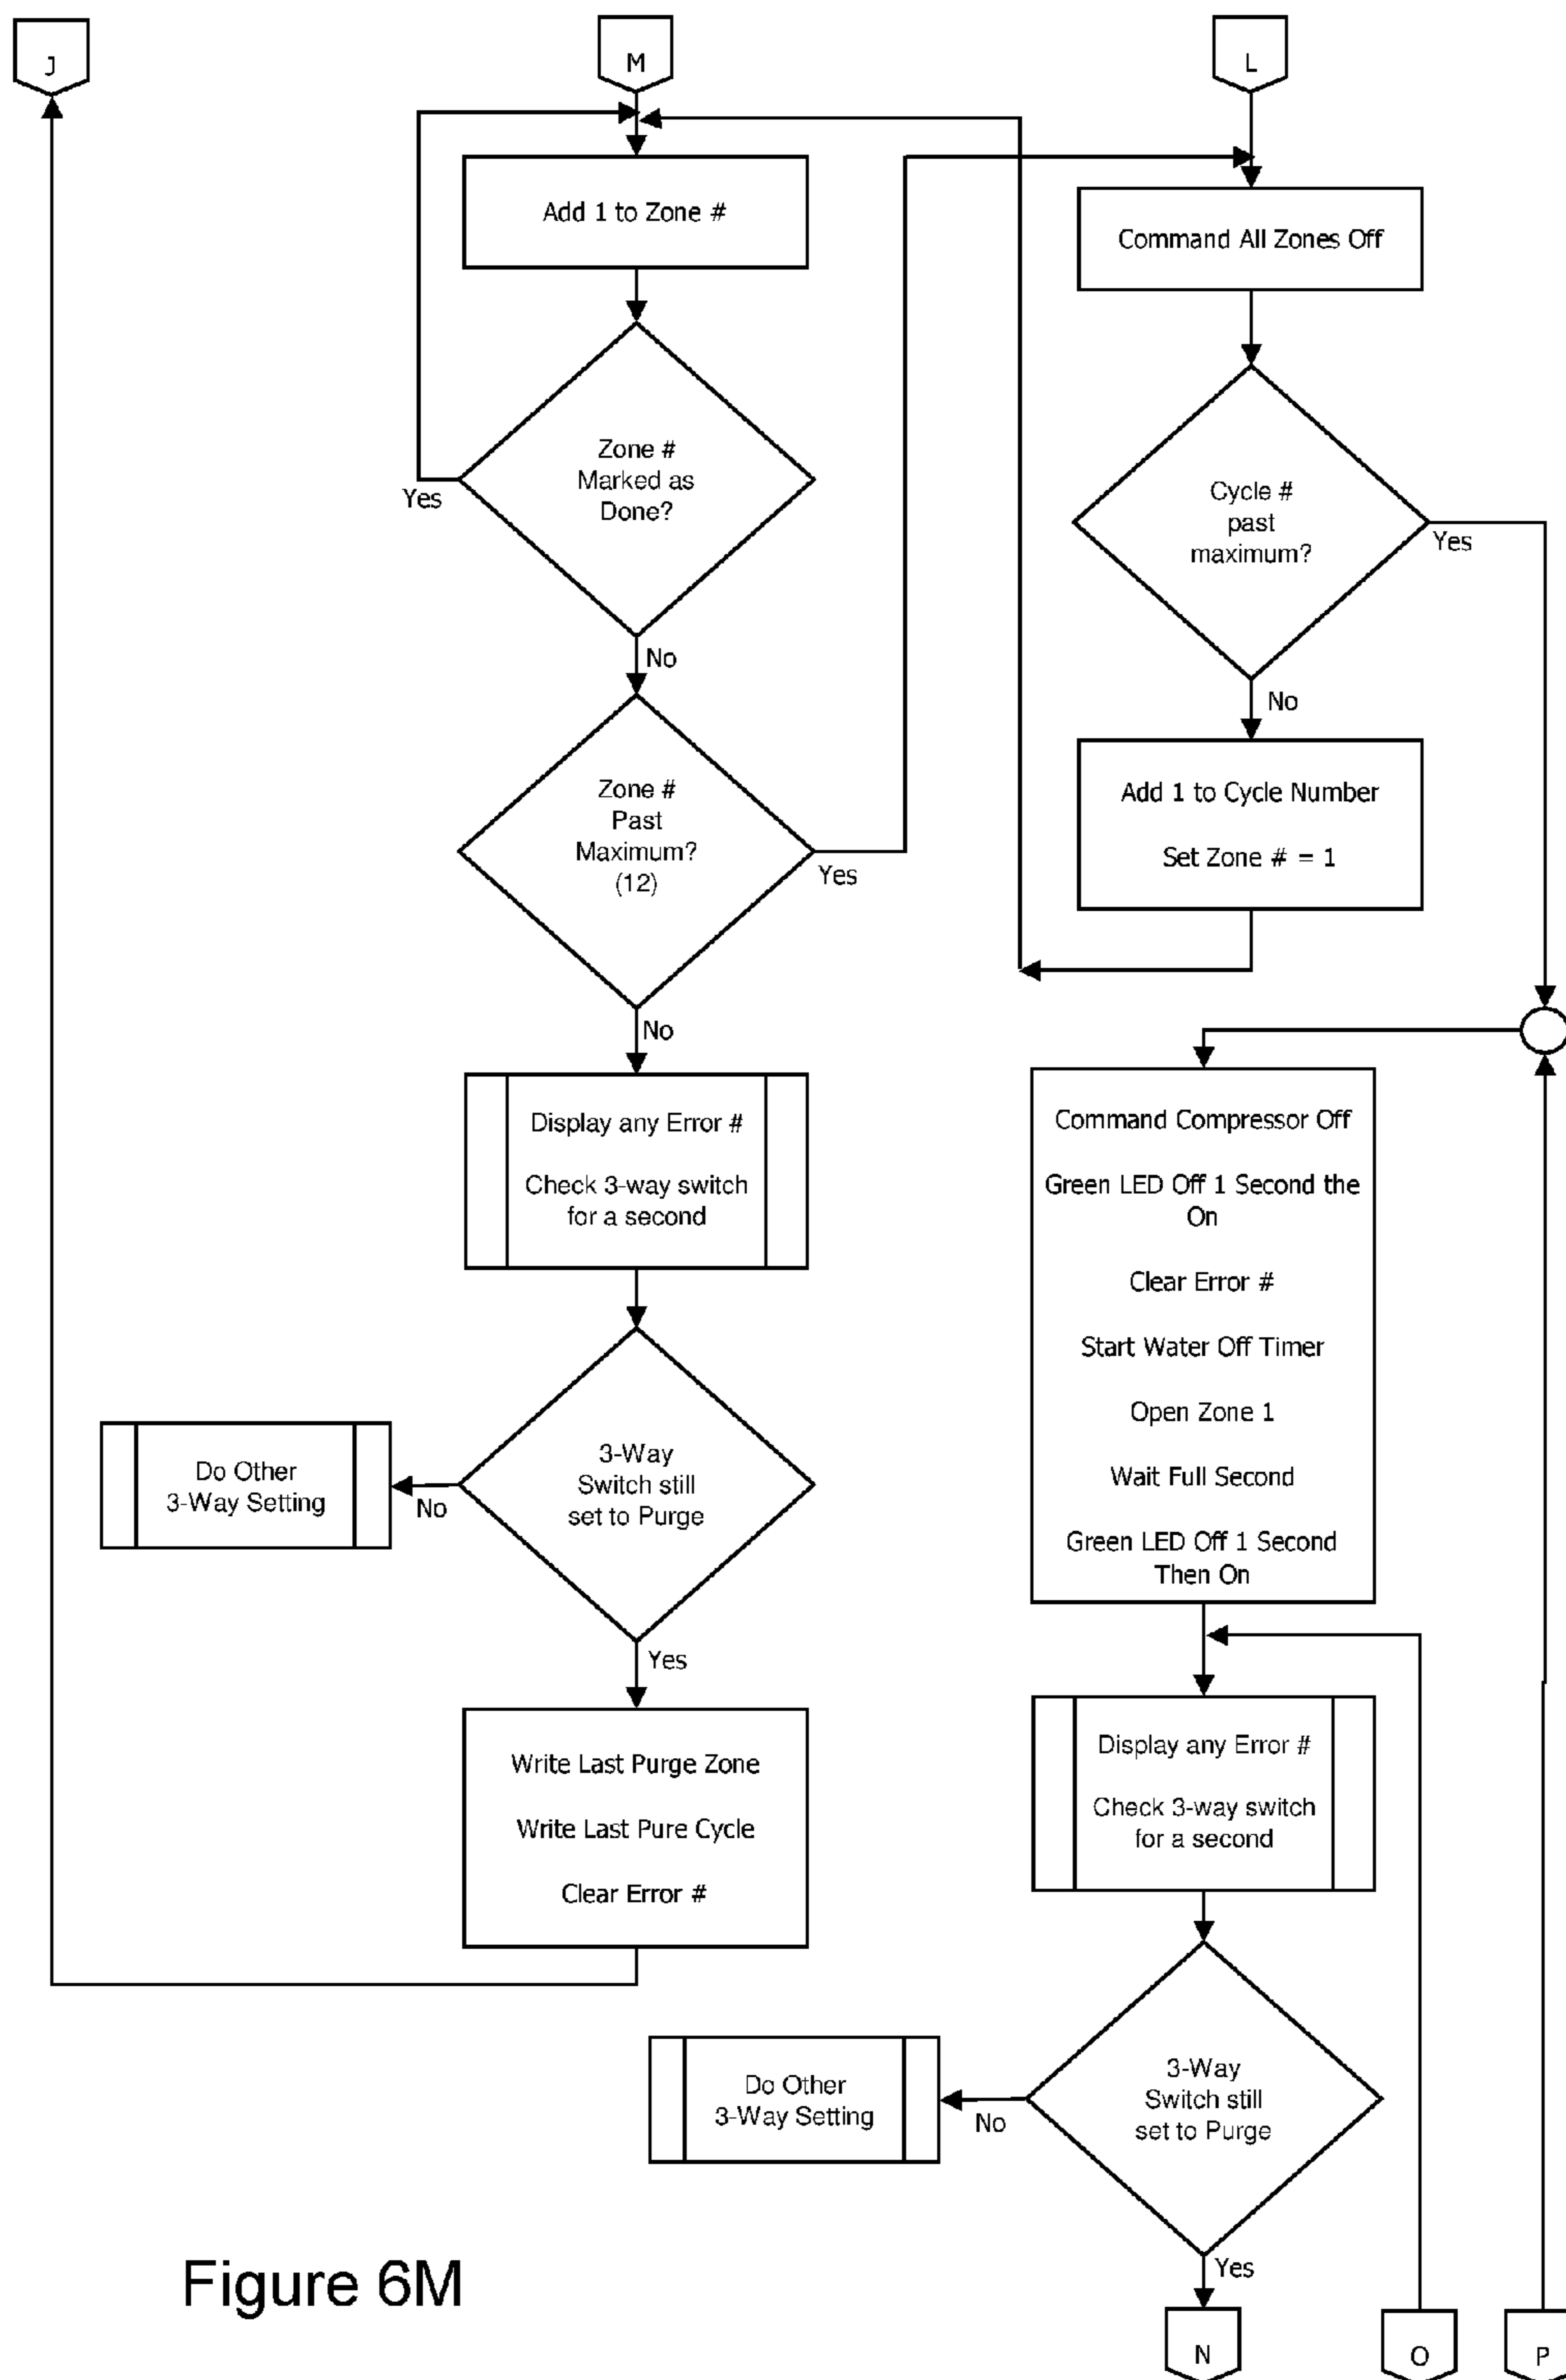 J
M
L
Add 1 to Zone #
Command All Zones Off
Zone #
Marked as
Done?
Yes
No
Cycle #
past
maximum?
Yes
No
Zone #
Past
Maximum?
(12)
Yes
No
Add 1 to Cycle Number
Set Zone # = 1
Display any Error #
Check 3-way switch
for a second
Command Compressor Off
Green LED Off 1 Second the
On
Clear Error #
Start Water Off Timer
Open Zone 1
Wait Full Second
Green LED Off 1 Second
Then On
3-Way
Switch still
set to Purge
No
Do Other
3-Way Setting
Yes
Write Last Purge Zone
Write Last Pure Cycle
Clear Error #
Display any Error #
Check 3-way switch
for a second
3-Way
Switch still
set to Purge
No
Do Other
3-Way Setting
Yes
N
O
P
Figure 6M